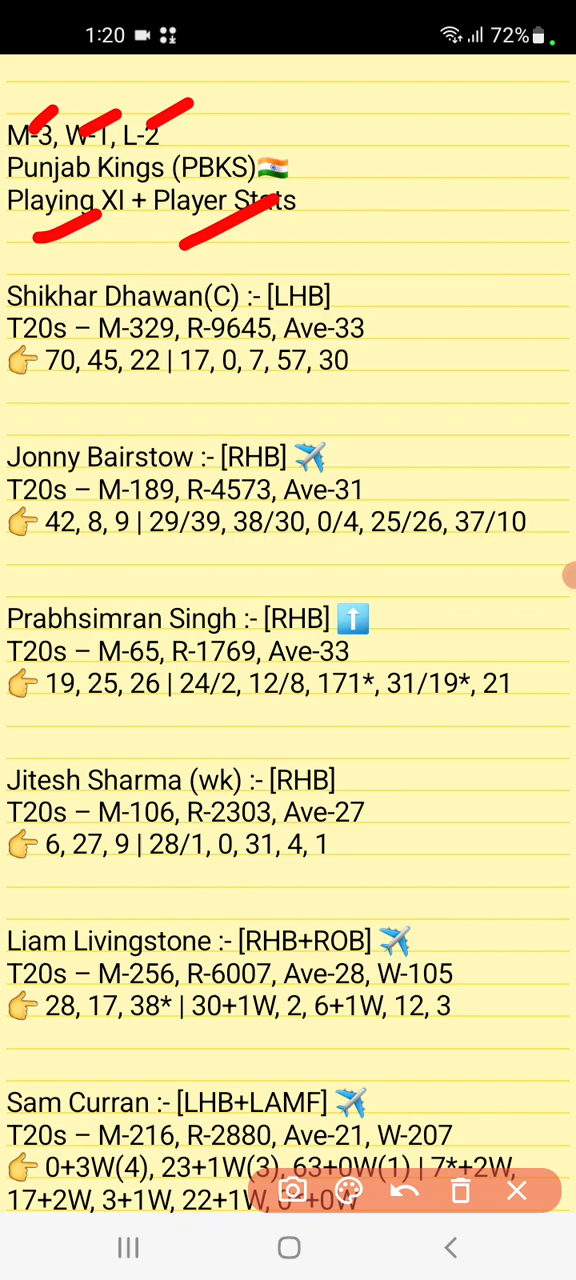 1:20 72%
M-3, W-1, L-2
Punjab Kings (PBKS)🇮🇳
Playing XI + Player Stats
Shikhar Dhawan(C) :- [LHB]
T20s – M-329, R-9645, Ave-33
👉 70, 45, 22 | 17, 0, 7, 57, 30
Jonny Bairstow :- [RHB] ✈️
T20s – M-189, R-4573, Ave-31
👉 42, 8, 9 | 29/39, 38/30, 0/4, 25/26, 37/10
Prabhsimran Singh :- [RHB] ⬆️
T20s – M-65, R-1769, Ave-33
👉 19, 25, 26 | 24/2, 12/8, 171*, 31/19*, 21
Jitesh Sharma (wk) :- [RHB]
T20s – M-106, R-2303, Ave-27
👉 6, 27, 9 | 28/1, 0, 31, 4, 1
Liam Livingstone :- [RHB+ROB] ✈️
T20s – M-256, R-6007, Ave-28, W-105
👉 28, 17, 38* | 30+1W, 2, 6+1W, 12, 3
Sam Curran :- [LHB+LAMF] ✈️
T20s – M-216, R-2880, Ave-21, W-207
👉 0+3W(4), 23+1W(3), 63+0W(1) | 7*+2W,
17+2W, 3+1W, 22+1W, +0W